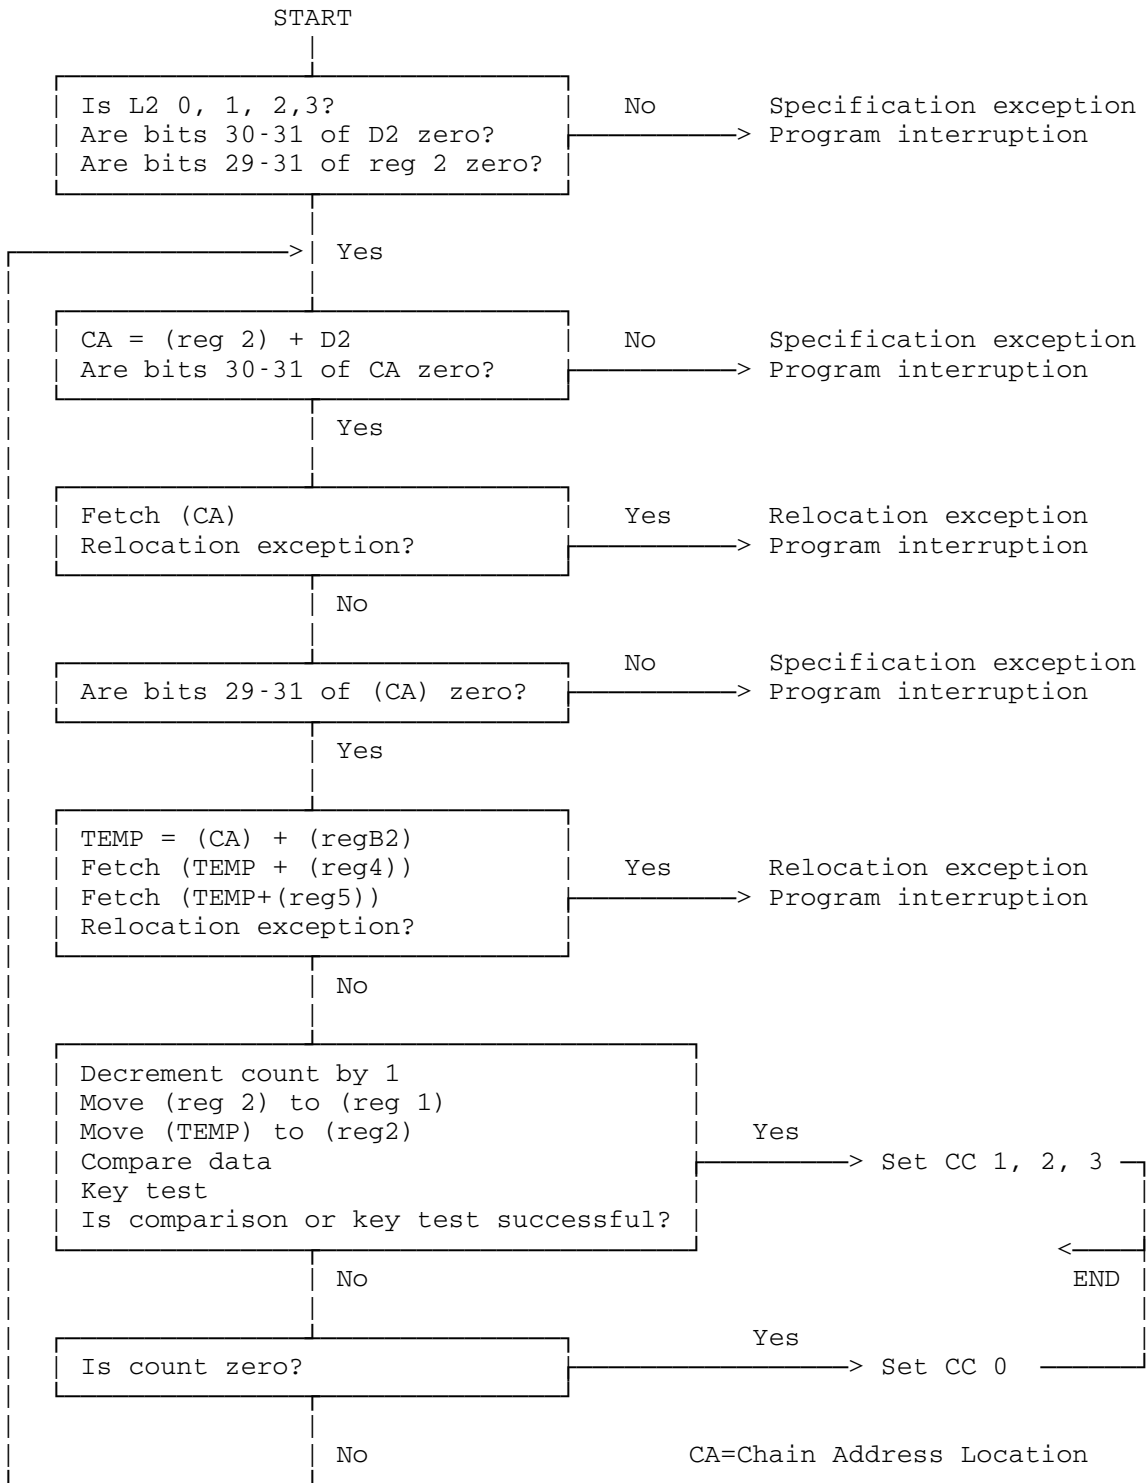 START
Is L2 0, 1, 2,3?
No Specification exception
Are bits 30-31 of D2 zero?
Program interruption
Are bits 29-31 of reg 2 zero?
Yes
CA = (reg 2) + D2
No Specification exception
Are bits 30-31 of CA zero?
Program interruption
Yes
Fetch (CA)
Yes Relocation exception
Relocation exception?
Program interruption
No
No Specification exception
Are bits 29-31 of (CA) zero?
Program interruption
Yes
TEMP = (CA) + (regB2)
Fetch (TEMP + (reg4))
Yes Relocation exception
Fetch (TEMP+(reg5))
Program interruption
Relocation exception?
No
Decrement count by 1
Move (reg 2) to (reg 1)
Move (TEMP) to (reg2)
Yes
Compare data
Set CC 1, 2, 3
Key test
Is comparison or key test successful?
No
END
Yes
Is count zero?
Set CC 0
No
CA=Chain Address Location